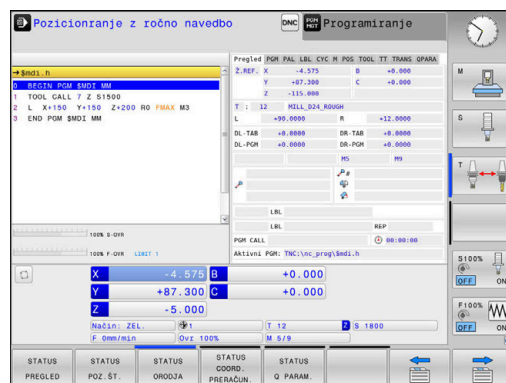 Pozicionranje z ročno navedbo
DNC
Programiranje
Pregled PGM PAL LBL CYC M POS TOOL TT TRANS QPARA
→$mdi.h
0 BEGIN PGM $MDI MM
1 TOOL CALL 7 Z S1500
2 L X+150 Y+150 Z+200 R0 FMAX M3
3 END PGM $MDI MM
Ž.REF. X -4.575 B +0.000
Y +87.300 C +0.000
Z -115.000
T : 12 MILL_D24_ROUGH
L +90.0000 R +12.0000
DL-TAB +0.0000 DR-TAB +0.0000
DL-PGM +0.0000 DR-PGM +0.0000
M5 M9
LBL
LBL REP
PGM CALL 00:00:00
Aktivni PGM: TNC:\nc_prog\$mdi.h
100% S-OVR
100% F-OVR LIMIT 1
X -4.575 B +0.000
Y +87.300 C +0.000
Z -5.000
Način: ŽEL. 1 T 12 Z S 1800
F 0mm/min Ovr 100% M 5/9
M
S
T
S100%
OFF ON
F100%
OFF ON
STATUS PREGLED
STATUS POZ.ŠT.
STATUS ORODJA
STATUS COORD. PRERAČUN.
STATUS Q PARAM.